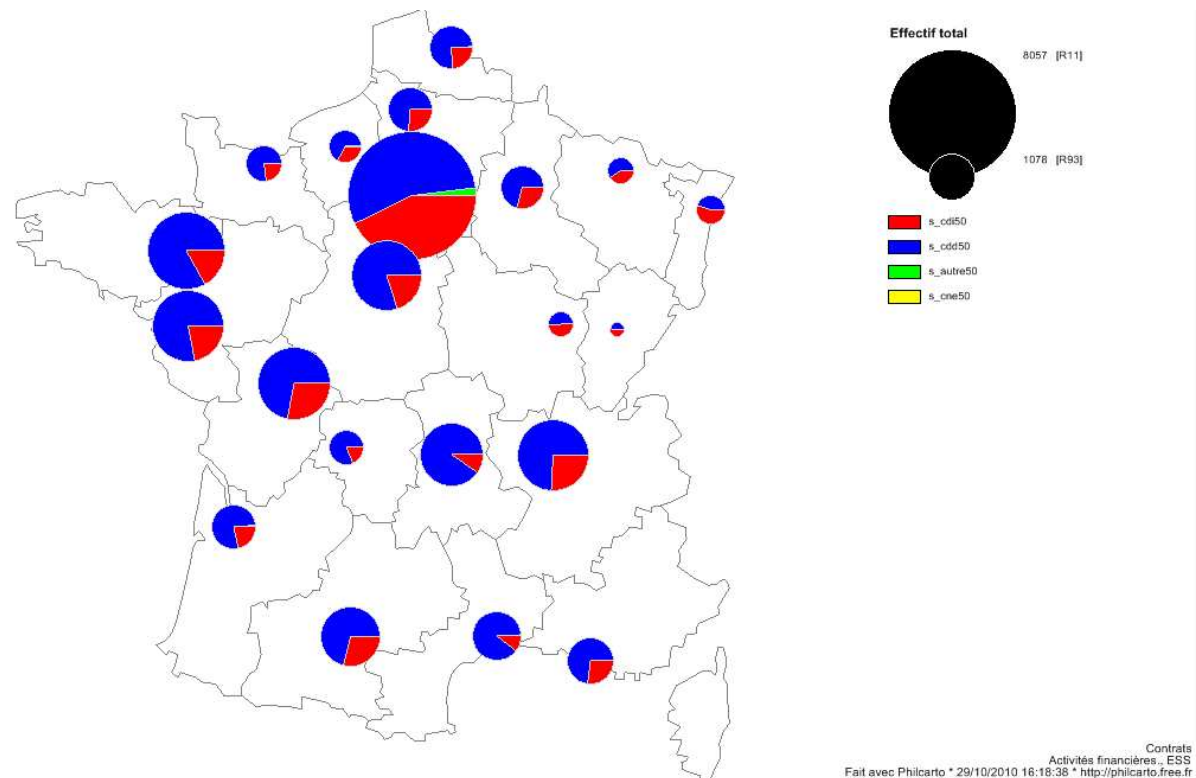 Effectif total
8057 [R11]
1078 [R93]
s_cdi50
s_cdd50
s_autre50
s_cne50
Contrats
Activités financières., ESS
Fait avec Philcarto * 29/10/2010 16:18:38 * http://philcarto.free.fr